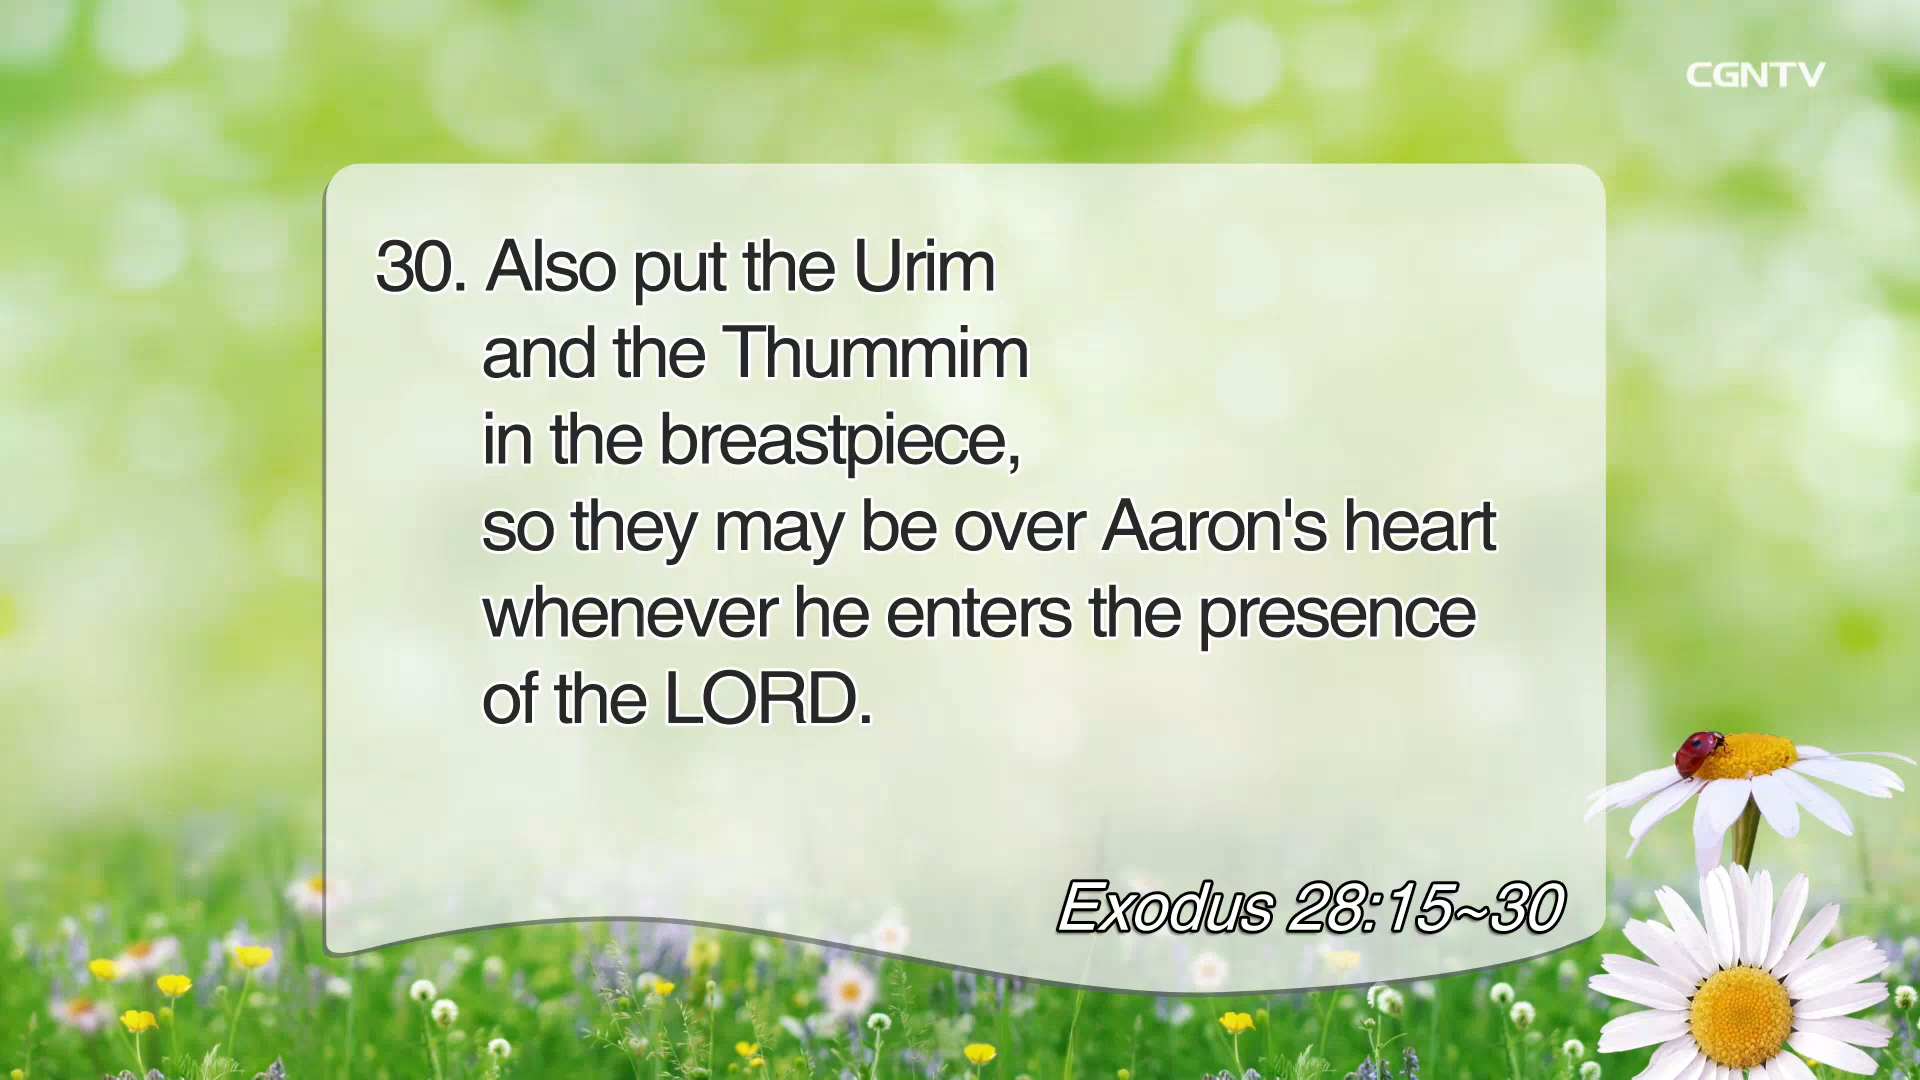 CGNTV
30. Also put the Urim
and the Thummim
in the breastpiece,
so they may be over Aaron's heart
whenever he enters the presence
of the LORD.
Exodus 28:15~30